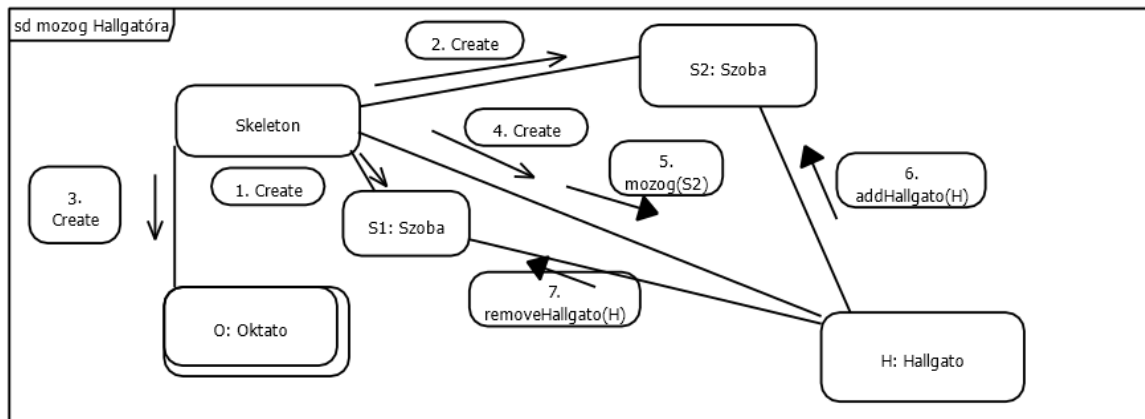 sd mozog Hallgatóra
2. Create
S2: Szoba
Skeleton
4. Create
5.
mozog(S2)
6.
addHallgato(H)
3.
Create
1. Create
S1: Szoba
7.
removeHallgato(H)
O: Oktato
H: Hallgato